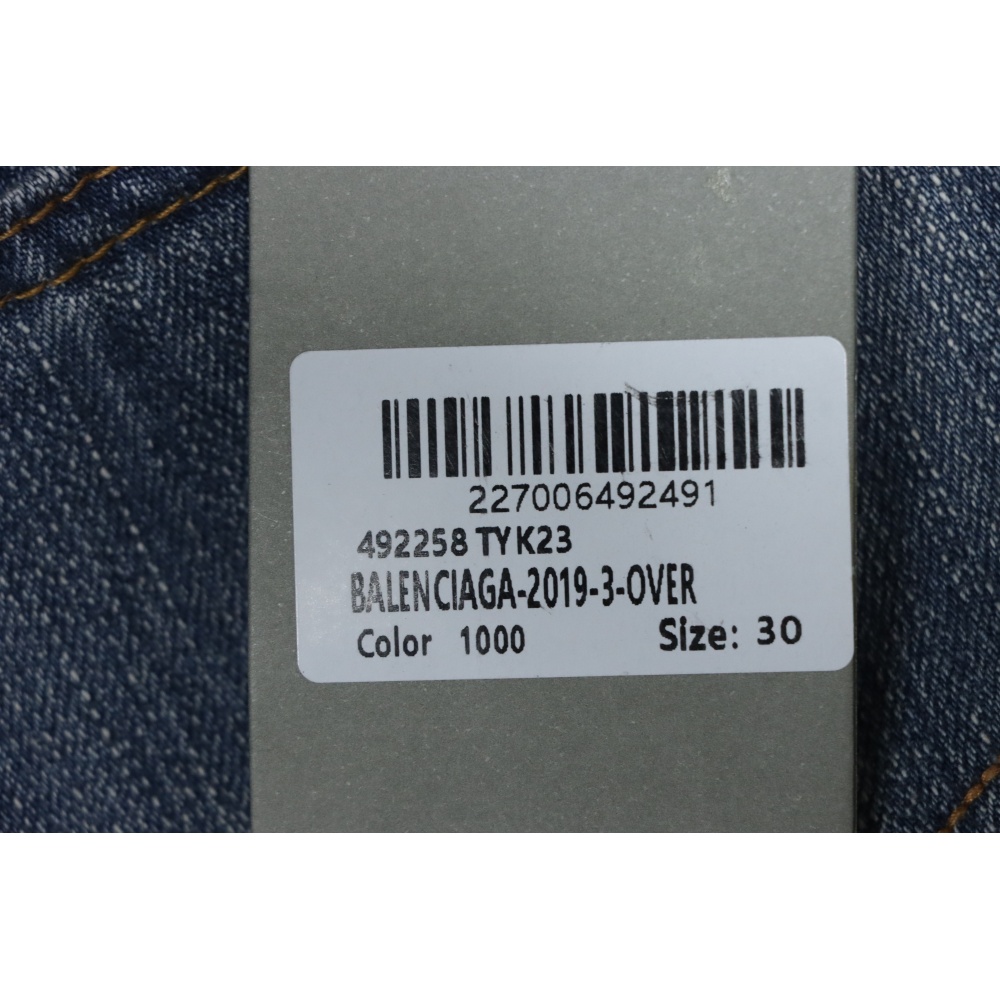 227006492491
492258 TYK23
BALENCIAGA-2019-3-OVER
Color 1000 Size: 30